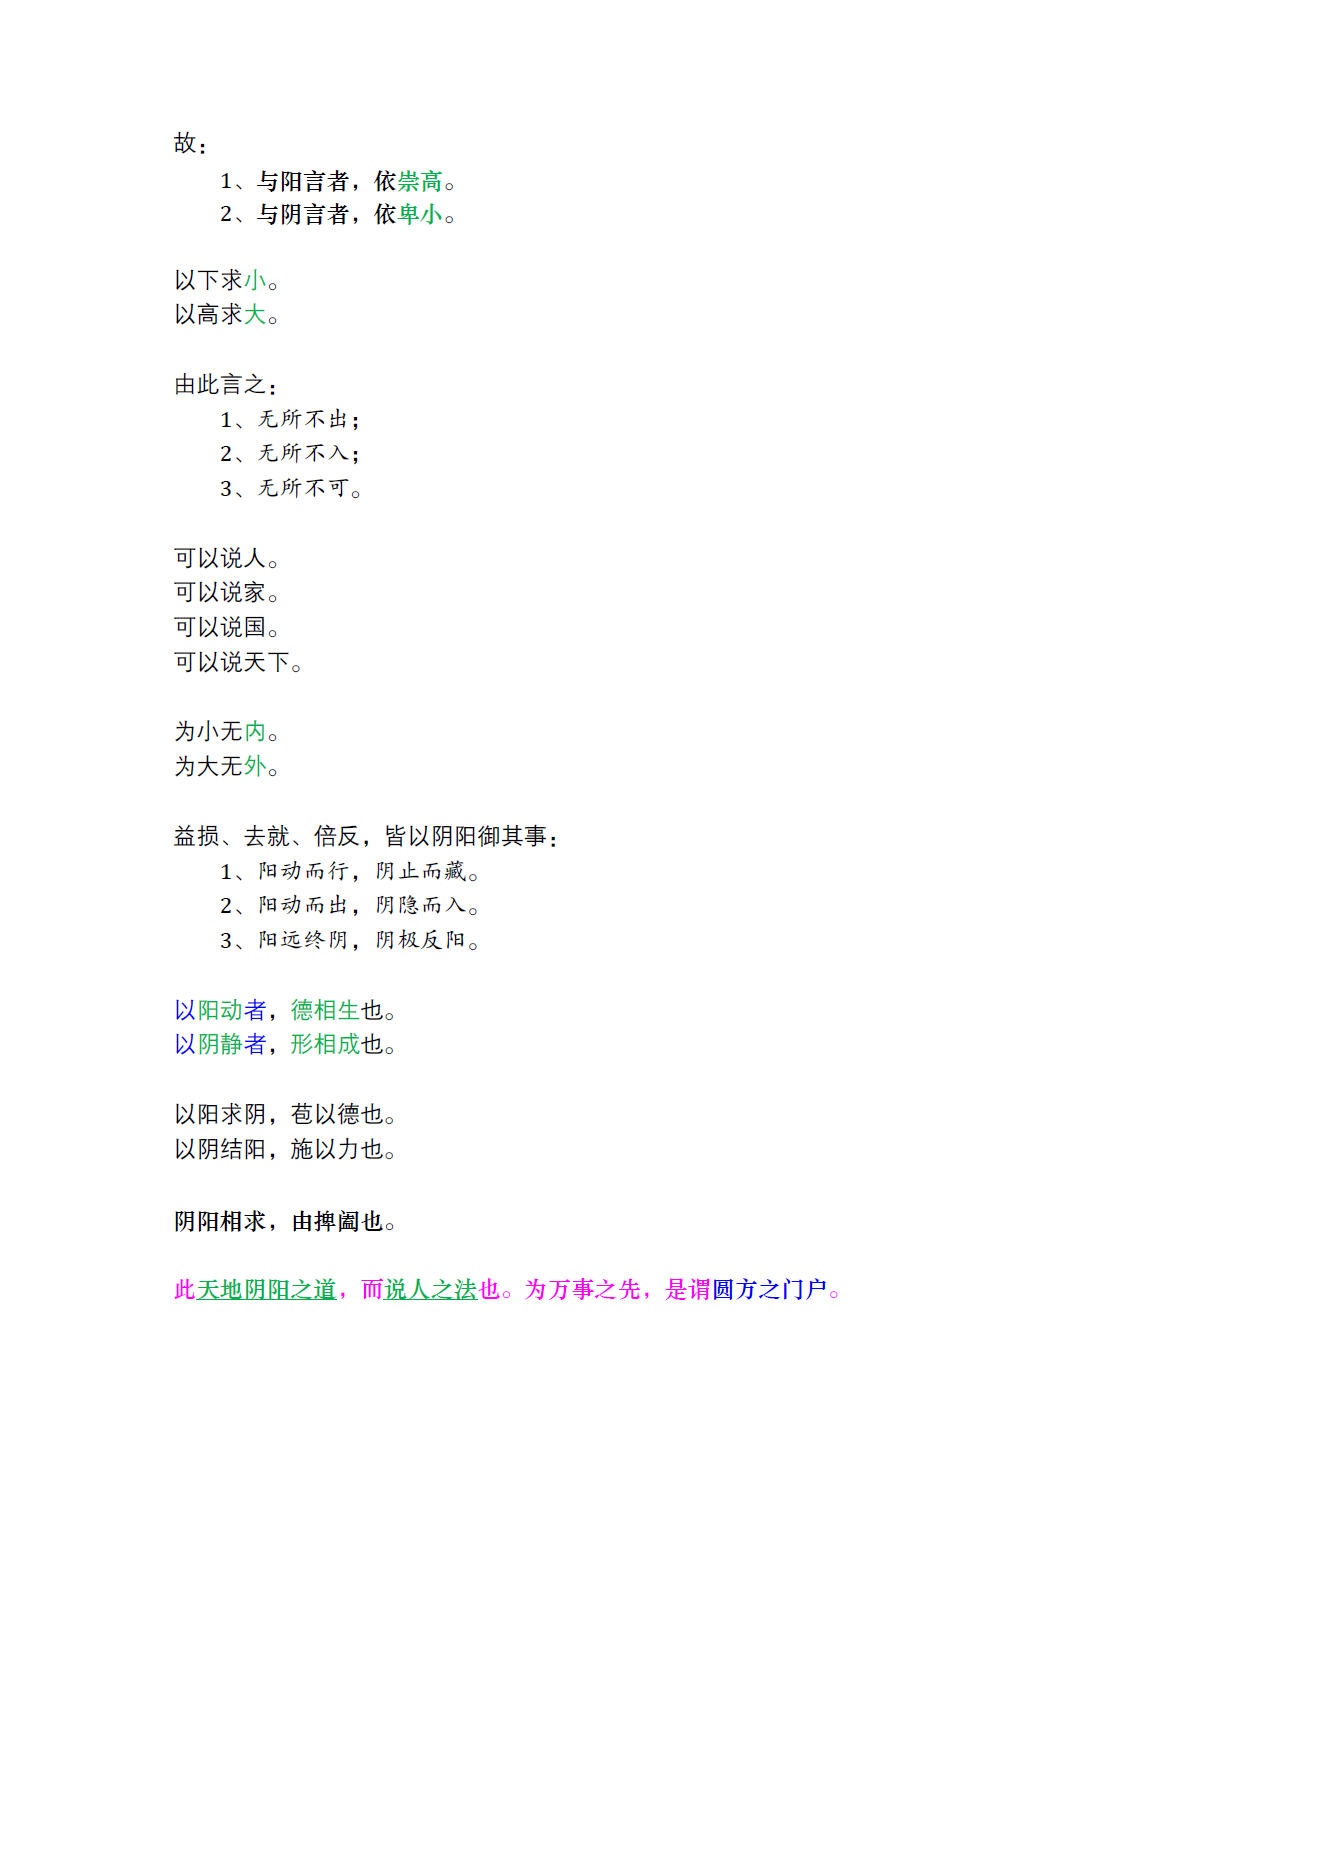 故：
1、与阳言者，依崇高。
2、与阴言者，依卑小。
以下求小。
以高求大。
由此言之：
1、无所不出；
2、无所不入；
3、无所不可。
可以说人。
可以说家。
可以说国。
可以说天下。
为小无内。
为大无外。
益损、去就、倍反，皆以阴阳御其事：
1、阳动而行，阴止而藏。
2、阳动而出，阴隐而入。
3、阳远终阴，阴极反阳。
以阳动者，德相生也。
以阴静者，形相成也。
以阳求阴，苞以德也。
以阴结阳，施以力也。
阴阳相求，由捭阖也。
此天地阴阳之道，而说人之法也。为万事之先，是谓圆方之门户。